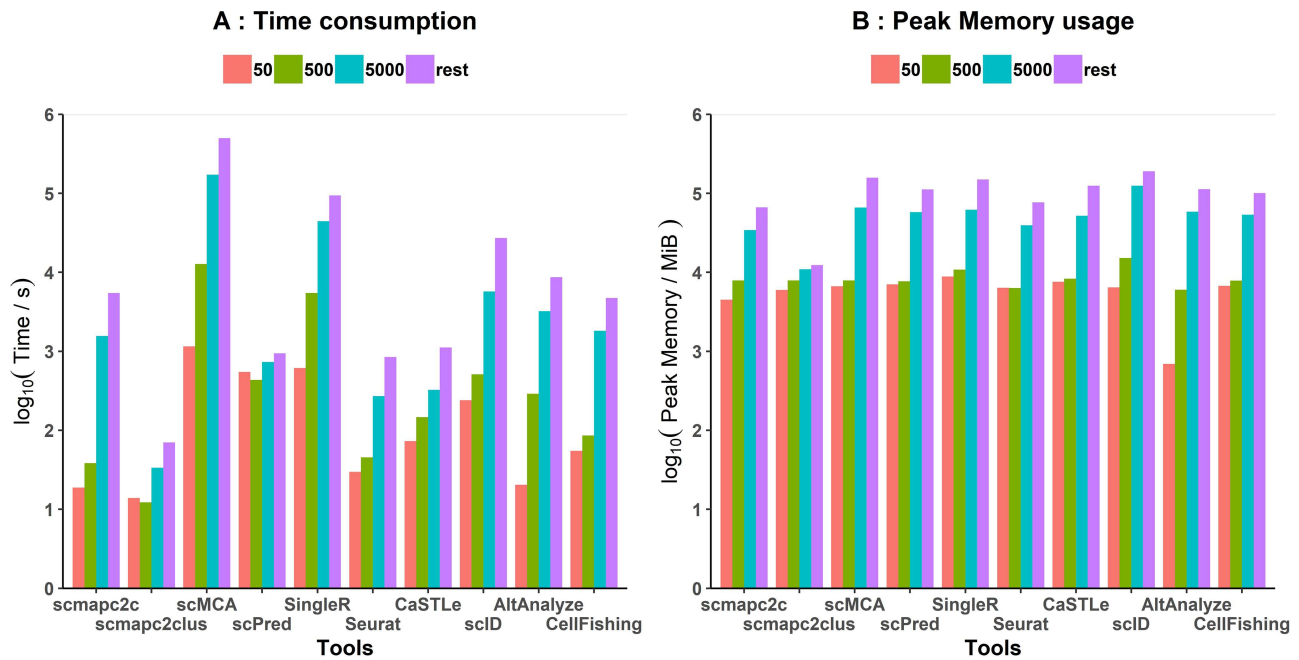 A : Time consumption
50 500 5000 rest
6
5
4
3
2
1
0
log₁₀( Time / s)
scmapc2c scMCA SingleR CaSTLe AltAnalyze
scmapc2clus scPred Seurat scID CellFishing
Tools
B : Peak Memory usage
50 500 5000 rest
6
5
4
3
2
1
0
log₁₀( Peak Memory / MiB)
scmapc2c scMCA SingleR CaSTLe AltAnalyze
scmapc2clus scPred Seurat scID CellFishing
Tools